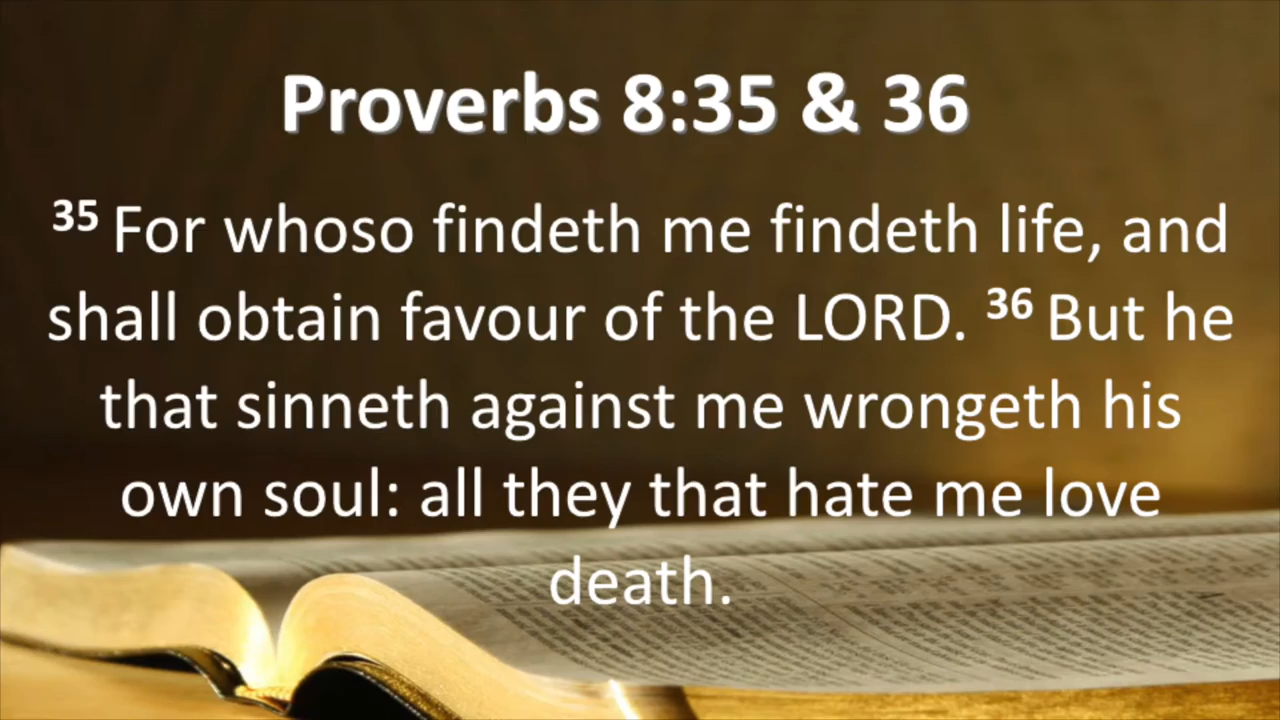 Proverbs 8:35 & 36
35 For whoso findeth me findeth life, and
shall obtain favour of the LORD. 36 But he
that sinneth against me wrongeth his
own soul: all they that hate me love
death.